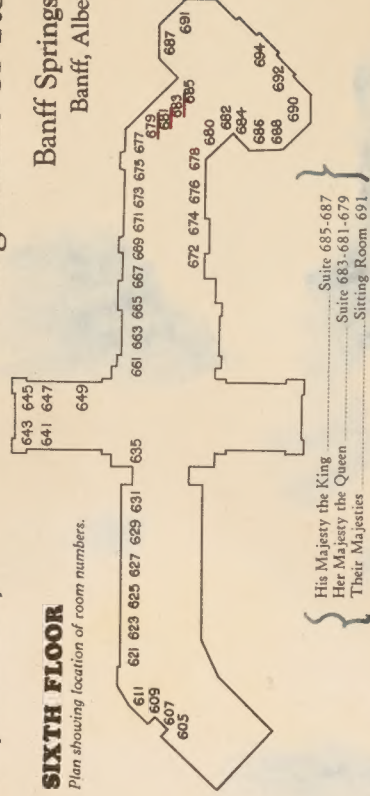 Banff Springs
Banff, Albe
SIXTH FLOOR
Plan showing location of room numbers.
643 645
641 647
649
611
609
607
605
621 623 625 627 629 631 635
661 663 665 667 669 671 673 675 677
679
681
683
685
687
691
672 674 676 678
680
682
684
686
688
690
692
694
His Majesty the King Suite 685-687
Her Majesty the Queen Suite 683-681-679
Their Majesties Sitting Room 691